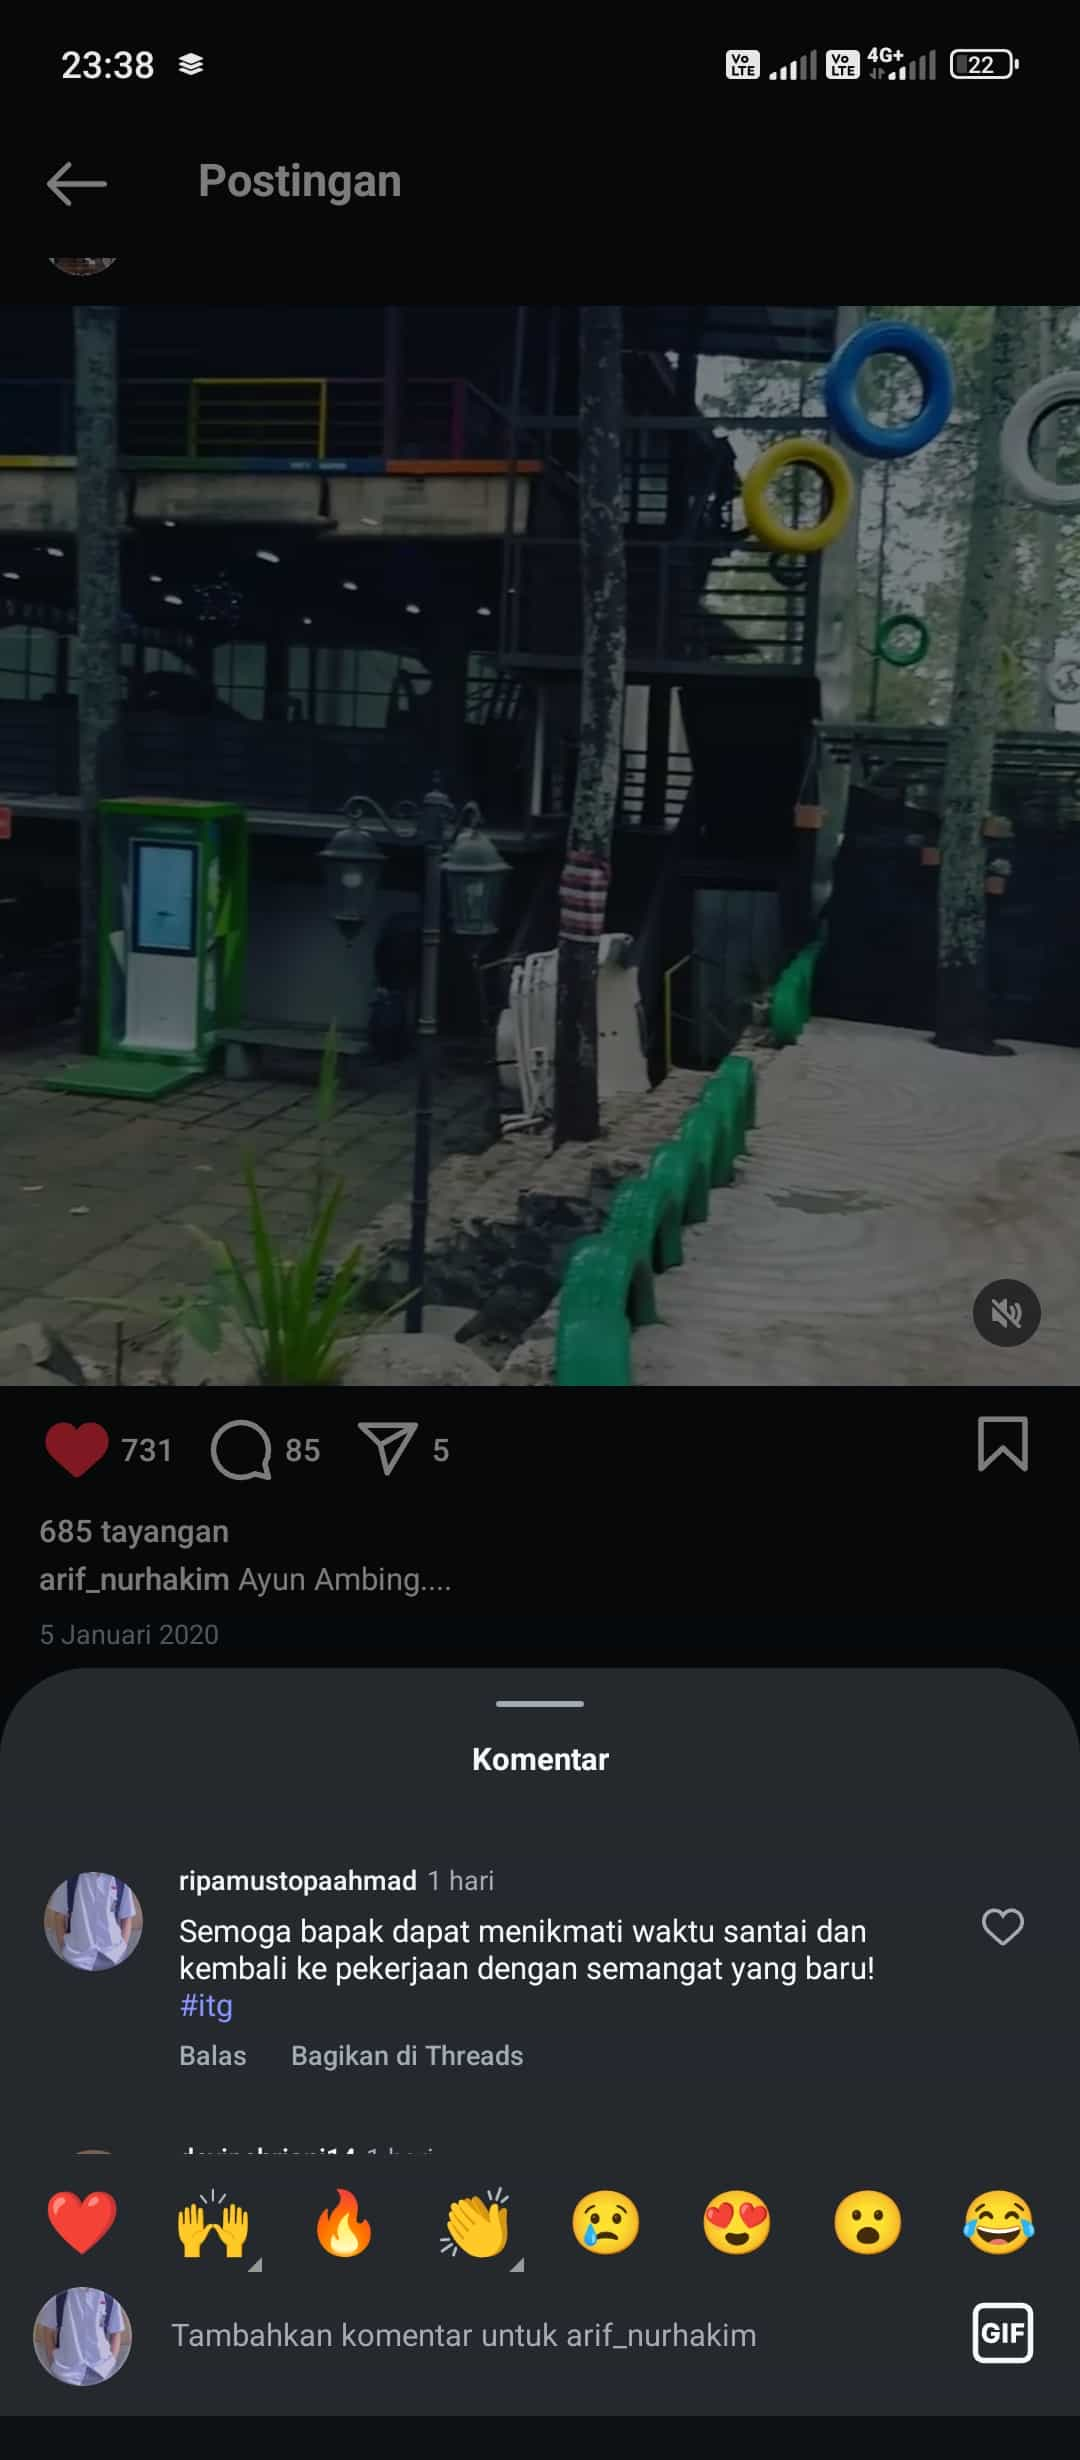 23:38
Vo LTE
Vo LTE
4G+
22
Postingan
731
85
5
685 tayangan
arif_nurhakim Ayun Ambing....
5 Januari 2020
Komentar
ripamustopaahmad 1 hari
Semoga bapak dapat menikmati waktu santai dan
kembali ke pekerjaan dengan semangat yang baru!
#itg
Balas Bagikan di Threads
1 hari
Tambahkan komentar untuk arif_nurhakim
GIF